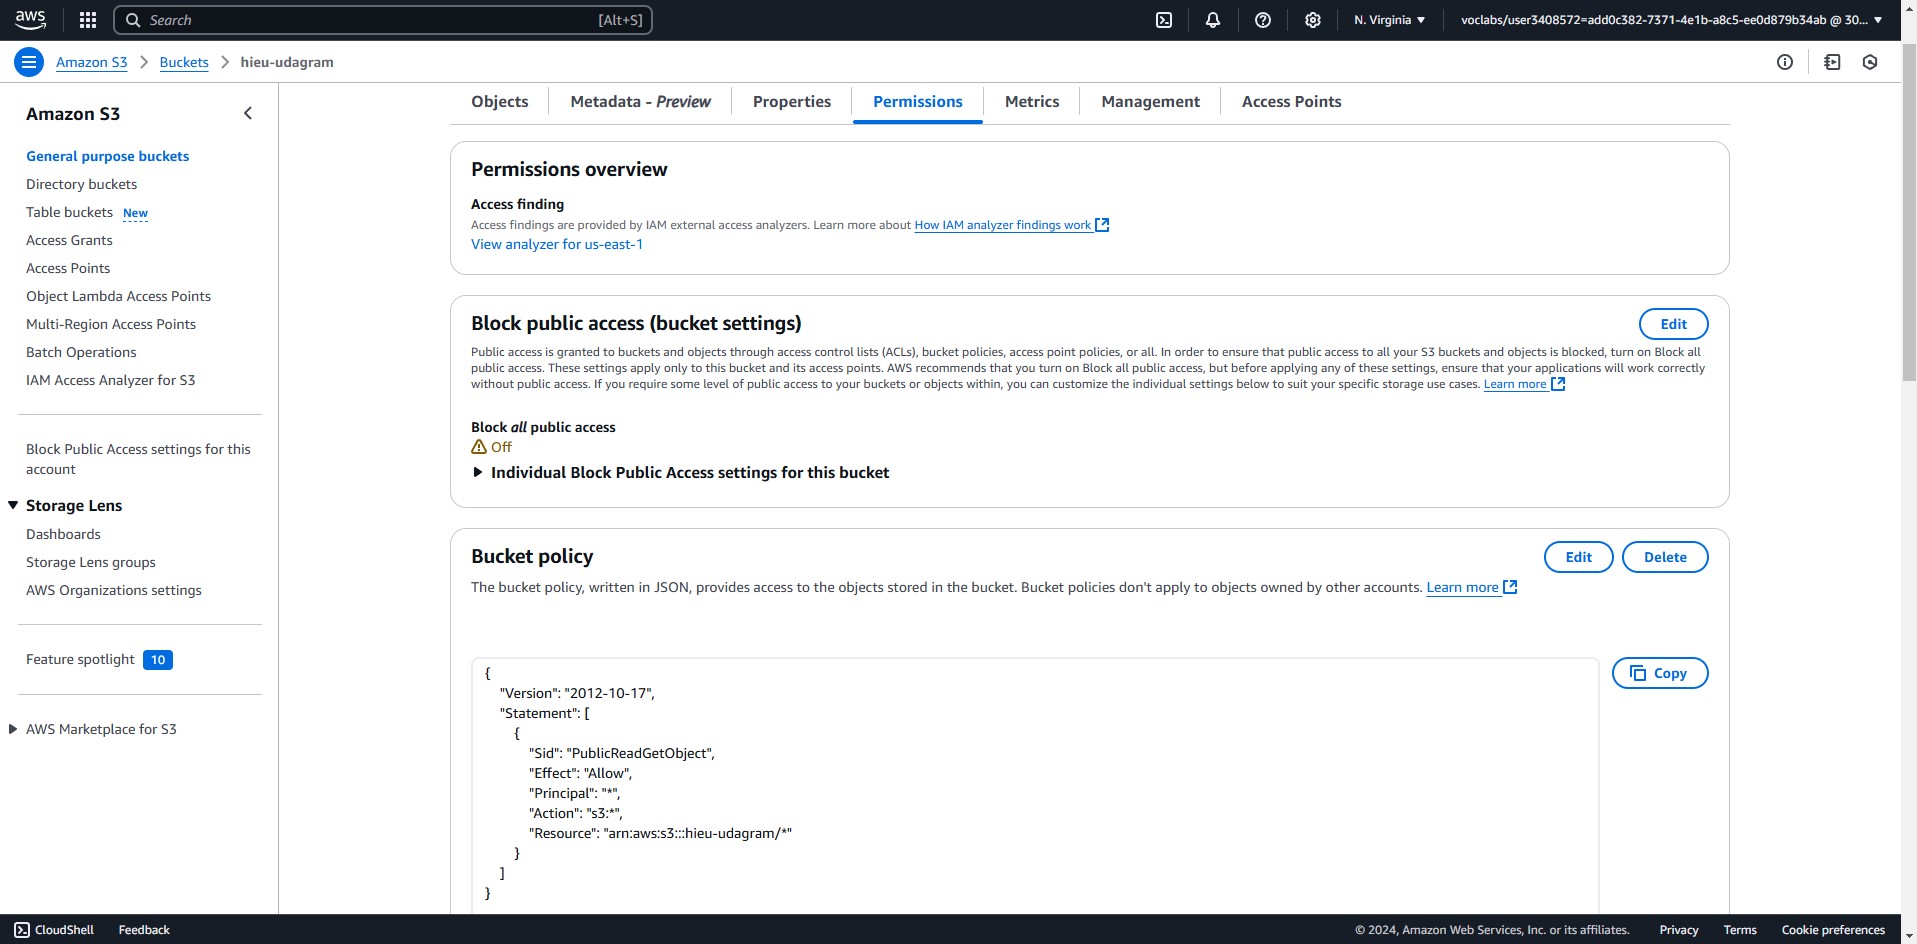 aws
Search [Alt+S]
N. Virginia
voclabs/user3408572=add0c382-7371-4e1b-a8c5-ee0d879b34ab @ 30...
Amazon S3 > Buckets > hieu-udagram
Amazon S3
General purpose buckets
Directory buckets
Table buckets New
Access Grants
Access Points
Object Lambda Access Points
Multi-Region Access Points
Batch Operations
IAM Access Analyzer for S3
Block Public Access settings for this
account
Storage Lens
Dashboards
Storage Lens groups
AWS Organizations settings
Feature spotlight 10
AWS Marketplace for S3
Objects
Metadata - Preview
Properties
Permissions
Metrics
Management
Access Points
Permissions overview
Access finding
Access findings are provided by IAM external access analyzers. Learn more about How IAM analyzer findings work
View analyzer for us-east-1
Block public access (bucket settings)
Edit
Public access is granted to buckets and objects through access control lists (ACLs), bucket policies, access point policies, or all. In order to ensure that public access to all your S3 buckets and objects is blocked, turn on Block all
public access. These settings apply only to this bucket and its access points. AWS recommends that you turn on Block all public access, but before applying any of these settings, ensure that your applications will work correctly
without public access. If you require some level of public access to your buckets or objects within, you can customize the individual settings below to suit your specific storage use cases. Learn more
Block all public access
Off
Individual Block Public Access settings for this bucket
Bucket policy
Edit
Delete
The bucket policy, written in JSON, provides access to the objects stored in the bucket. Bucket policies don't apply to objects owned by other accounts. Learn more
Copy
{
"Version": "2012-10-17",
"Statement": [
{
"Sid": "PublicReadGetObject",
"Effect": "Allow",
"Principal": "*",
"Action": "s3:*",
"Resource": "arn:aws:s3:::hieu-udagram/*"
}
]
}
CloudShell
Feedback
© 2024, Amazon Web Services, Inc. or its affiliates.
Privacy
Terms
Cookie preferences